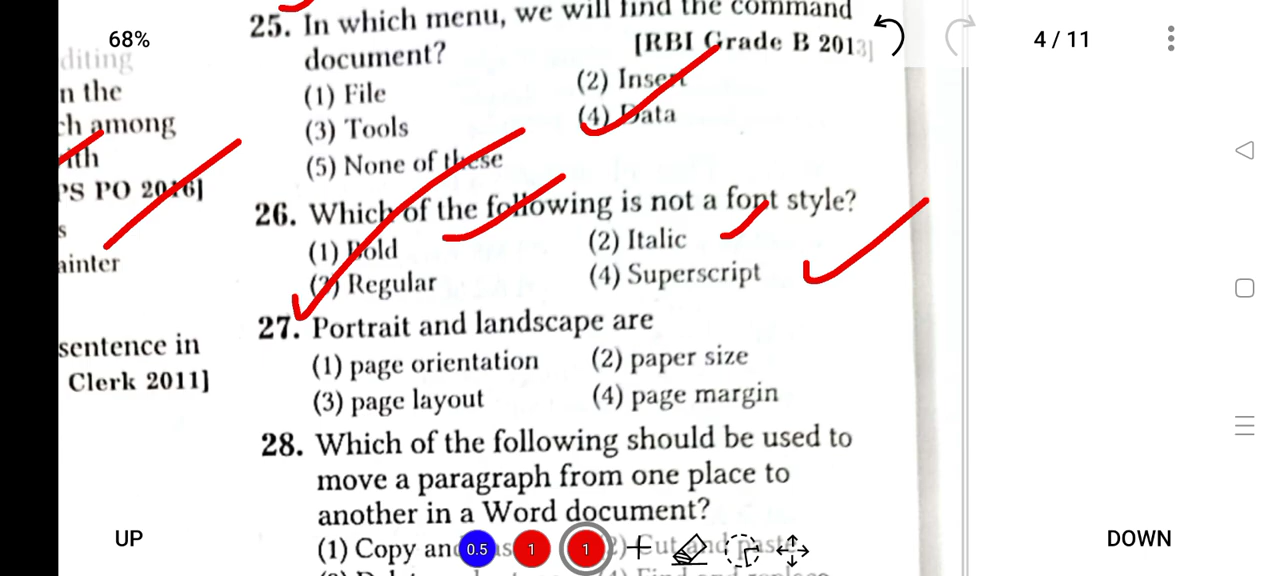 68%
4 / 11
diting
n the
ch among
ith
PS PO 2016]
s
ainter
sentence in
Clerk 2011]
25. In which menu, we will find the command
document? [RBI Grade B 2013]
(1) File (2) Insert
(3) Tools (4) Data
(5) None of these
26. Which of the following is not a font style?
(1) Bold (2) Italic
(3) Regular (4) Superscript
27. Portrait and landscape are
(1) page orientation (2) paper size
(3) page layout (4) page margin
28. Which of the following should be used to
move a paragraph from one place to
another in a Word document?
(1) Copy and (2) Cut and paste
UP
0.5
1
1
DOWN